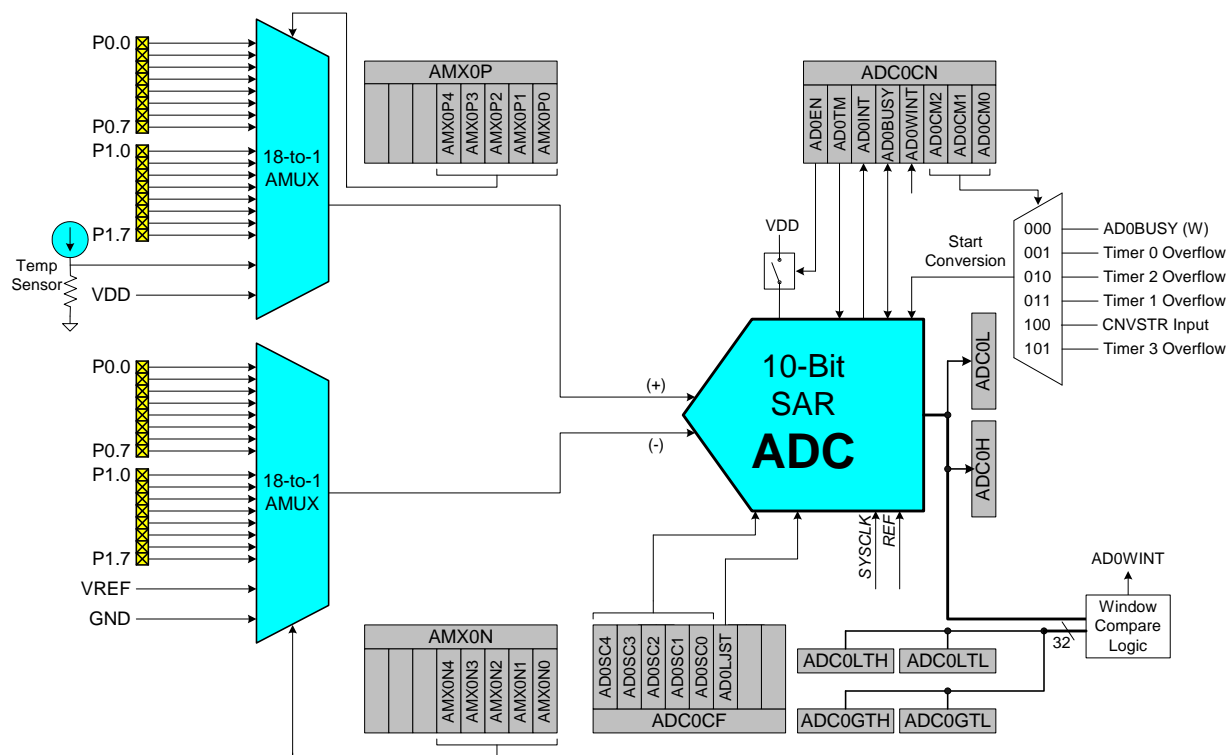 P0.0
P0.7
P1.0
P1.7
18-to-1
AMUX
Temp
Sensor
VDD
AMX0P
AMX0P4
AMX0P3
AMX0P2
AMX0P1
AMX0P0
ADC0CN
AD0EN
AD0TM
AD0INT
AD0BUSY
AD0WINT
AD0CM2
AD0CM1
AD0CM0
VDD
Start
Conversion
000 AD0BUSY (W)
001 Timer 0 Overflow
010 Timer 2 Overflow
011 Timer 1 Overflow
100 CNVSTR Input
101 Timer 3 Overflow
P0.0
P0.7
P1.0
P1.7
18-to-1
AMUX
VREF
GND
(+)
(-)
10-Bit
SAR
ADC
ADC0L
ADC0H
SYSCLK
REF
AD0WINT
Window
Compare
Logic
32
AMX0N
AMX0N4
AMX0N3
AMX0N2
AMX0N1
AMX0N0
AD0SC4
AD0SC3
AD0SC2
AD0SC1
AD0SC0
AD0LJST
ADC0CF
ADC0LTH
ADC0LTL
ADC0GTH
ADC0GTL